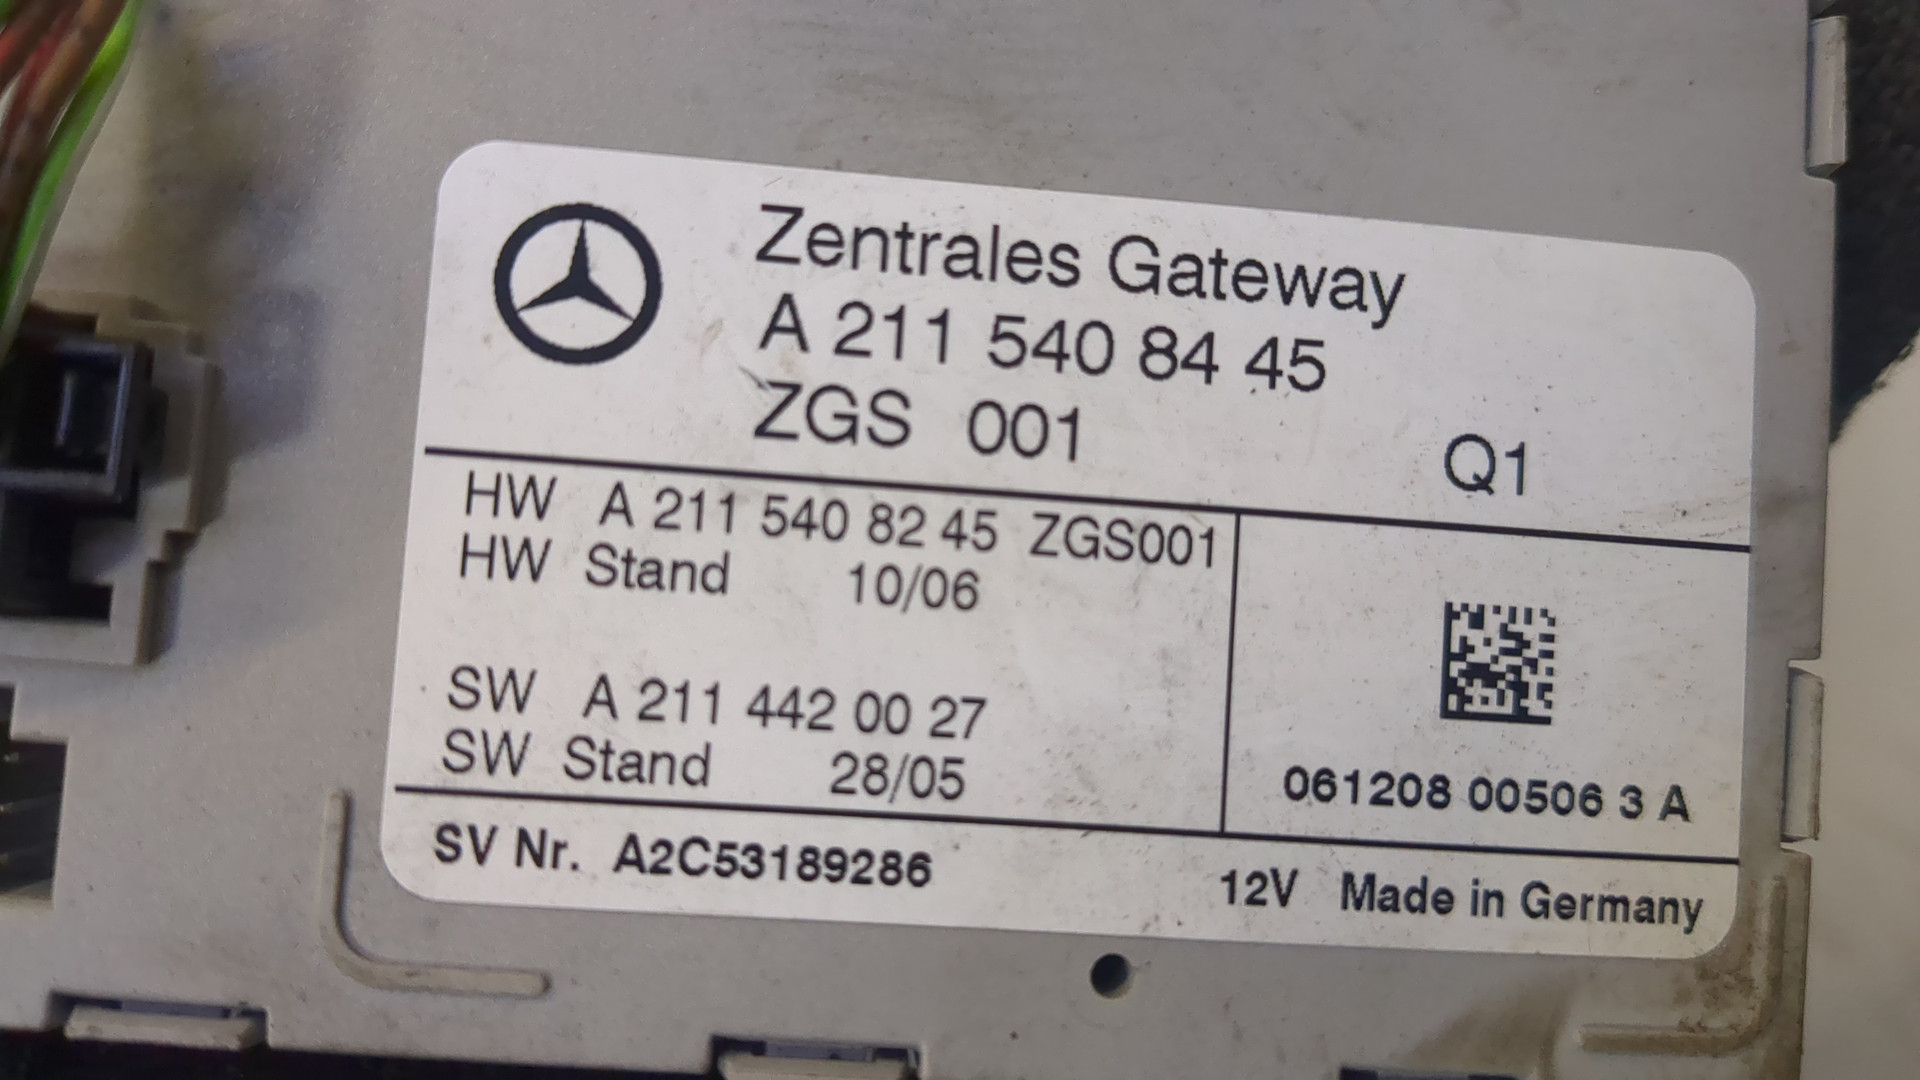 Zentrales Gateway
A 211 540 84 45
ZGS 001 Q1
HW A 211 540 82 45 ZGS001
HW Stand 10/06
SW A 211 442 00 27
SW Stand 28/05
061208 00506 3 A
SV Nr. A2C53189286
12V Made in Germany